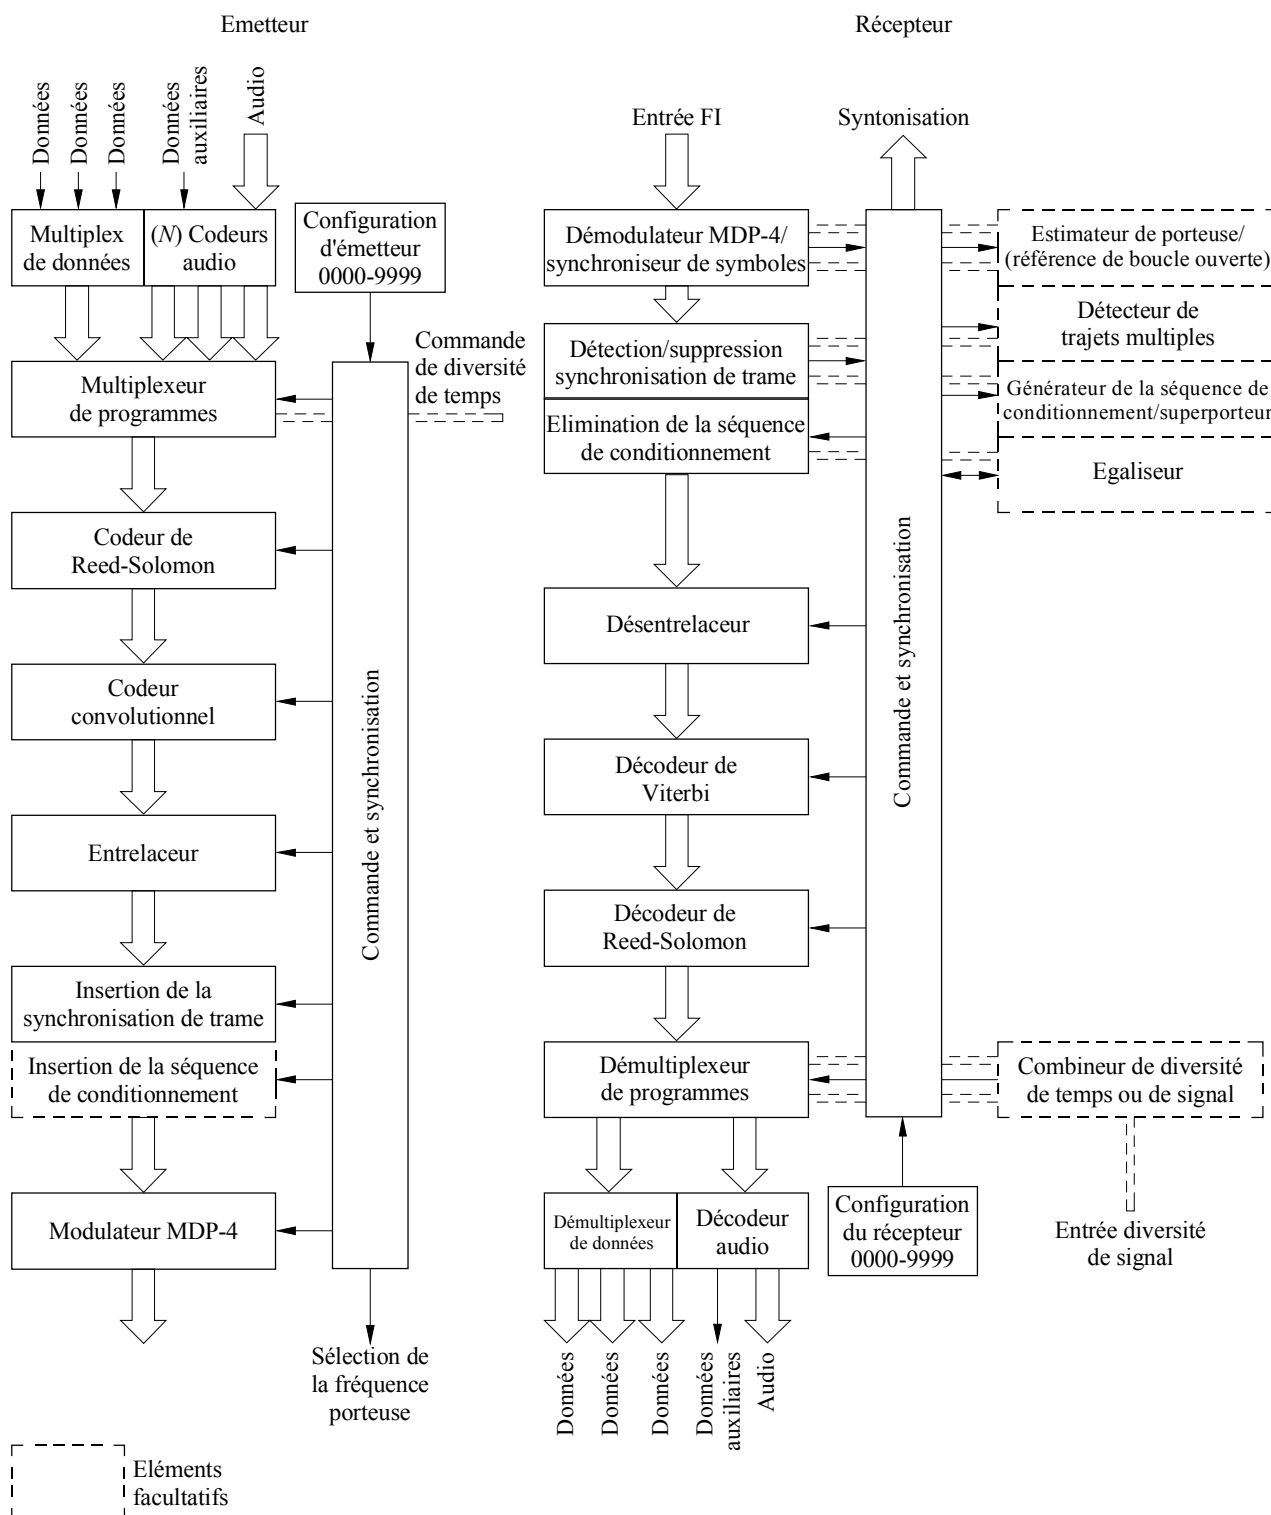 Emetteur
Récepteur
Données
Données
Données
Données
auxiliaires
Audio
Entrée FI
Syntonisation
Multiplex
de données
(N) Codeurs
audio
Configuration
d'émetteur
0000-9999
Démodulateur MDP-4/
synchroniseur de symboles
Estimateur de porteuse/
(référence de boucle ouverte)
Commande
de diversité
de temps
Détection/suppression
synchronisation de trame
Détecteur de
trajets multiples
Multiplexeur
de programmes
Générateur de la séquence de
conditionnement/superporteur
Elimination de la séquence
de conditionnement
Egaliseur
Codeur de
Reed-Solomon
Désentrelaceur
Codeur
convolutionnel
Commande et synchronisation
Commande et synchronisation
Décodeur de
Viterbi
Entrelaceur
Décodeur de
Reed-Solomon
Insertion de la
synchronisation de trame
Insertion de la séquence
de conditionnement
Démultiplexeur
de programmes
Combineur de diversité
de temps ou de signal
Modulateur MDP-4
Démultiplexeur
de données
Décodeur
audio
Configuration
du récepteur
0000-9999
Entrée diversité
de signal
Sélection de
la fréquence
porteuse
Données
Données
Données
Données
auxiliaires
Audio
Eléments
facultatifs